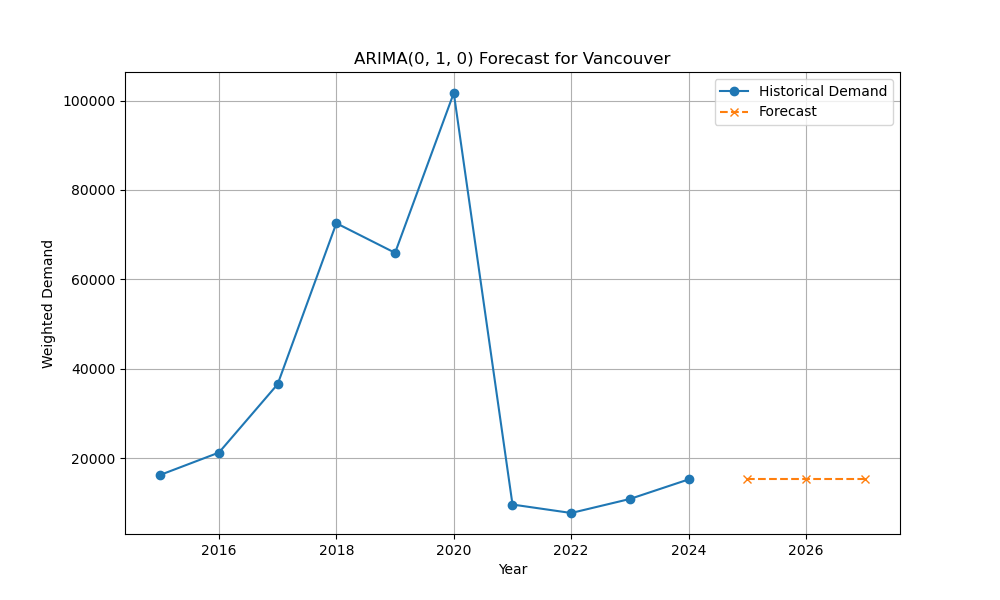 ARIMA(0, 1, 0) Forecast for Vancouver
Historical Demand
Forecast
Weighted Demand
100000
80000
60000
40000
20000
2016 2018 2020 2022 2024 2026
Year